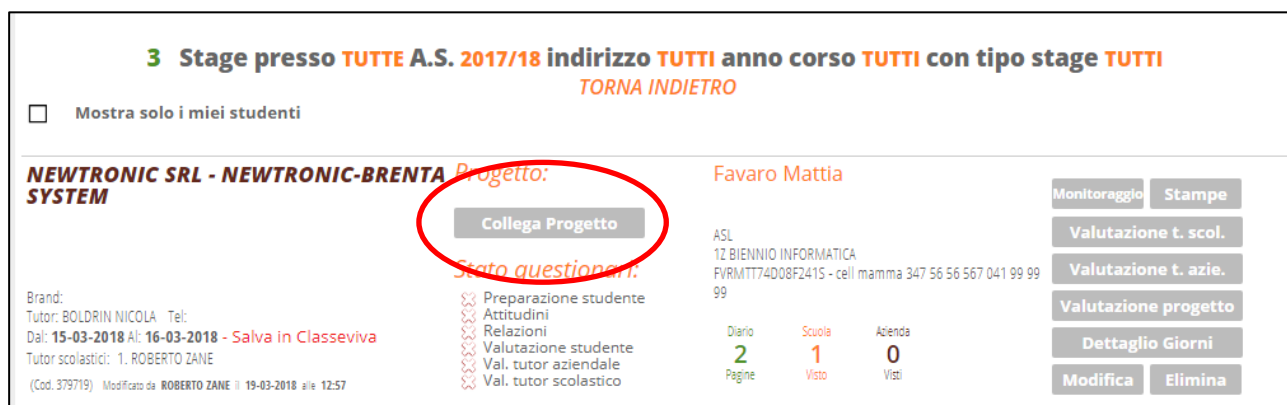 3 Stage presso TUTTE A.S. 2017/18 indirizzo TUTTI anno corso TUTTI con tipo stage TUTTI
TORNA INDIETRO
Mostra solo i miei studenti
NEWTRONIC SRL - NEWTRONIC-BRENTA
SYSTEM
Brand:
Tutor: BOLDRIN NICOLA Tel:
Dal: 15-03-2018 Al: 16-03-2018 - Salva in Classeviva
Tutor scolastici: 1. ROBERTO ZANE
(Cod. 379719) Modificato da ROBERTO ZANE il 19-03-2018 alle 12:57
Progetto:
Collega Progetto
Stato questionari:
Preparazione studente
Attitudini
Relazioni
Valutazione studente
Val. tutor aziendale
Val. tutor scolastico
Favaro Mattia
ASL
1Z BIENNIO INFORMATICA
FVRMTT74D08F241S - cell mamma 347 56 56 567 041 99 99
99
Diario Scuola Azienda
2 1 0
Pagine Visto Visti
Monitoraggio Stampe
Valutazione t. scol.
Valutazione t. azie.
Valutazione progetto
Dettaglio Giorni
Modifica Elimina